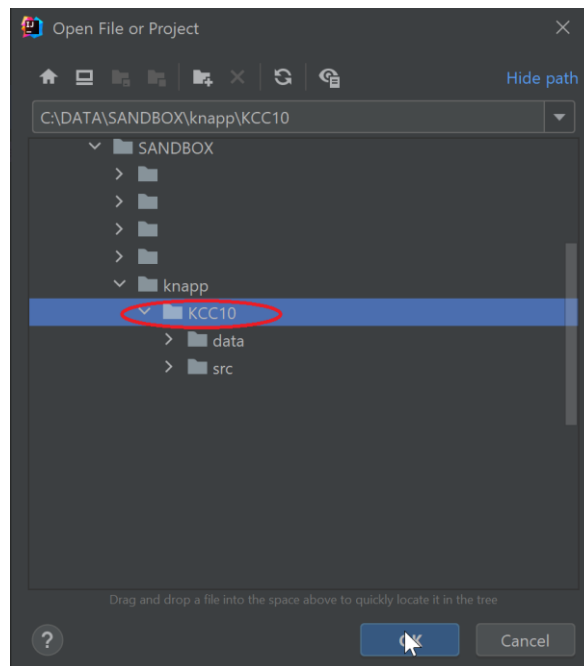 Open File or Project
Hide path
C:\DATA\SANDBOX\knapp\KCC10
SANDBOX
knapp
KCC10
data
src
Drag and drop a file into the space above to quickly locate it in the tree
? OK Cancel